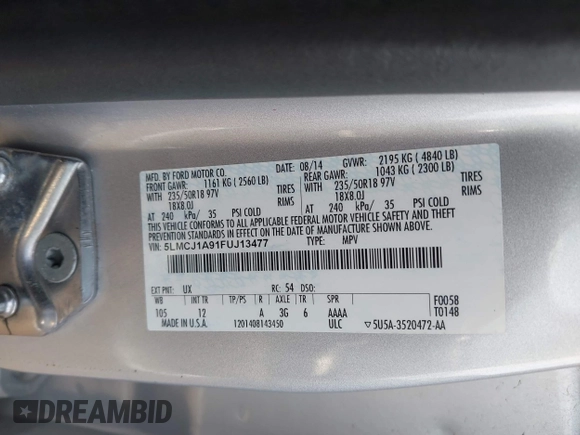 MFD. BY FORD MOTOR CO. DATE: 08/14 GVWR: 2195 KG ( 4840 LB)
FRONT GAWR: 1161 KG ( 2560 LB) REAR GAWR: 1043 KG ( 2300 LB)
WITH 235/50R18 97V TIRES WITH 235/50R18 97V TIRES
18X8.0J RIMS 18X8.0J RIMS
AT 240 kPa/ 35 PSI COLD AT 240 kPa/ 35 PSI COLD
THIS VEHICLE CONFORMS TO ALL APPLICABLE FEDERAL MOTOR VEHICLE SAFETY AND THEFT
PREVENTION STANDARDS IN EFFECT ON THE DATE OF MANUFACTURE SHOWN ABOVE.
VIN: 5LMCJ1A91FUJ13477 TYPE: MPV
EXT PNT: UX RC: 54 DSO:
WB INT TR TP/PS R AXLE TR SPR F0058
105 12 A 3G 6 AAAA T0148
MADE IN U.S.A. 1201408143450 ULC ▽5U5A-3520472-AA
DREAMBID